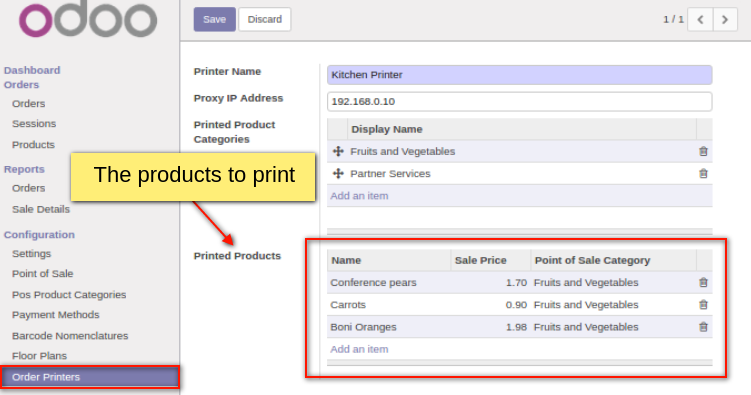 odoo
Save Discard 1 / 1
Dashboard
Orders
Orders
Sessions
Products
Reports
Orders
Sale Details
Configuration
Settings
Point of Sale
Pos Product Categories
Payment Methods
Barcode Nomenclatures
Floor Plans
Order Printers
Printer Name Kitchen Printer
Proxy IP Address 192.168.0.10
Printed Product
Categories
Display Name
Fruits and Vegetables
Partner Services
Add an item
The products to print
Printed Products
Name Sale Price Point of Sale Category
Conference pears 1.70 Fruits and Vegetables
Carrots 0.90 Fruits and Vegetables
Boni Oranges 1.98 Fruits and Vegetables
Add an item